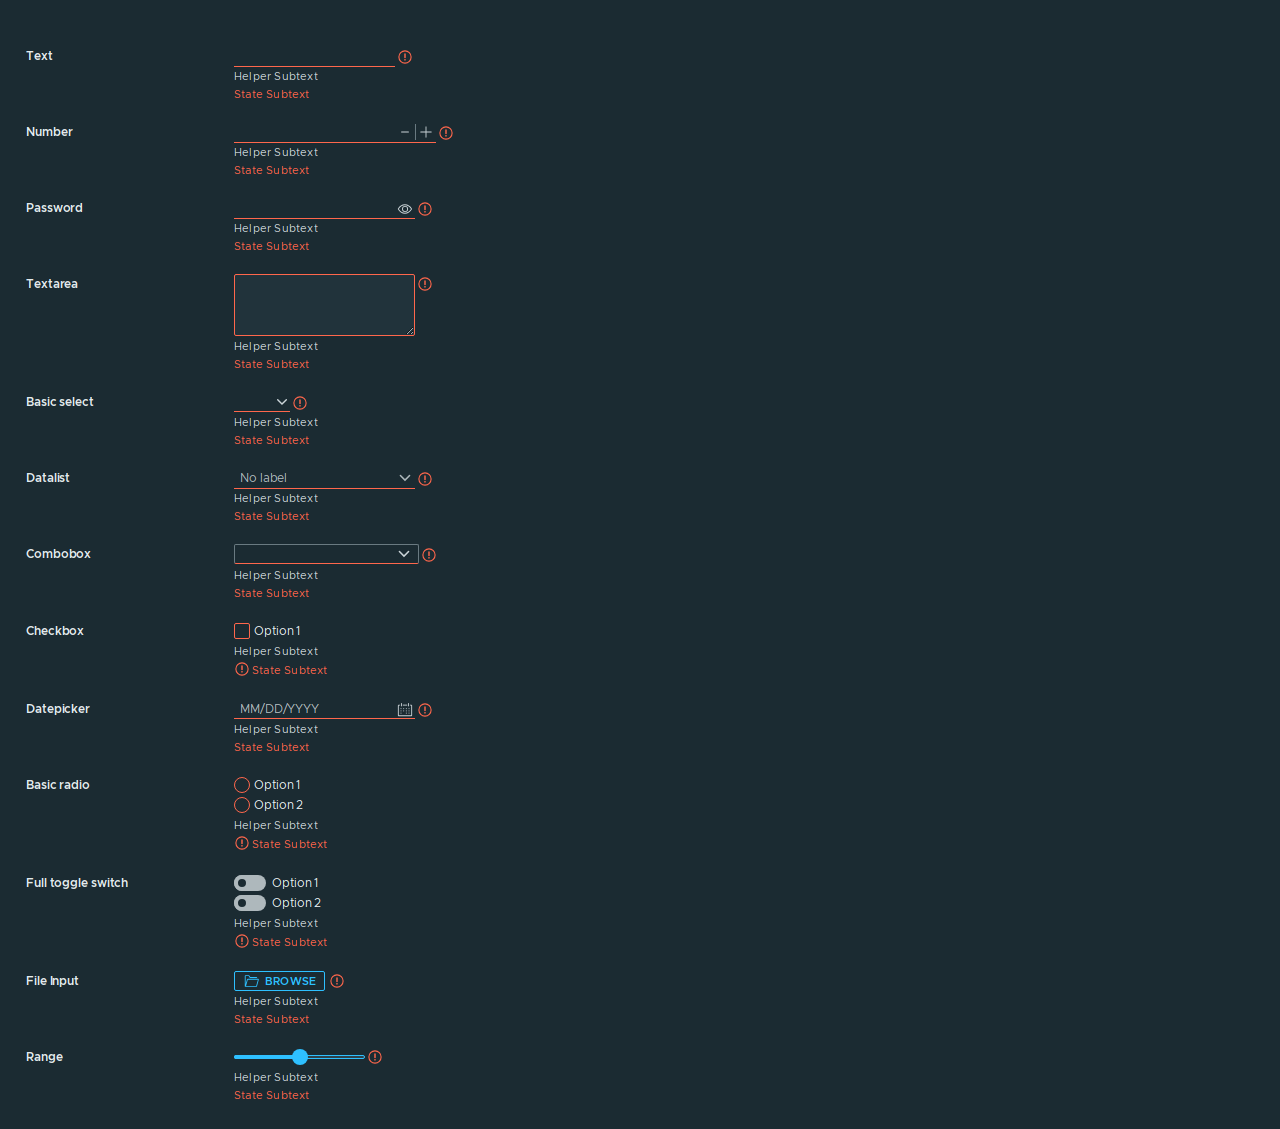 Text
Helper Subtext
State Subtext
Number
Helper Subtext
State Subtext
Password
Helper Subtext
State Subtext
Textarea
Helper Subtext
State Subtext
Basic select
Helper Subtext
State Subtext
Datalist
No label
Helper Subtext
State Subtext
Combobox
Helper Subtext
State Subtext
Checkbox
Option 1
Helper Subtext
State Subtext
Datepicker
MM/DD/YYYY
Helper Subtext
State Subtext
Basic radio
Option 1
Option 2
Helper Subtext
State Subtext
Full toggle switch
Option 1
Option 2
Helper Subtext
State Subtext
File Input
BROWSE
Helper Subtext
State Subtext
Range
Helper Subtext
State Subtext